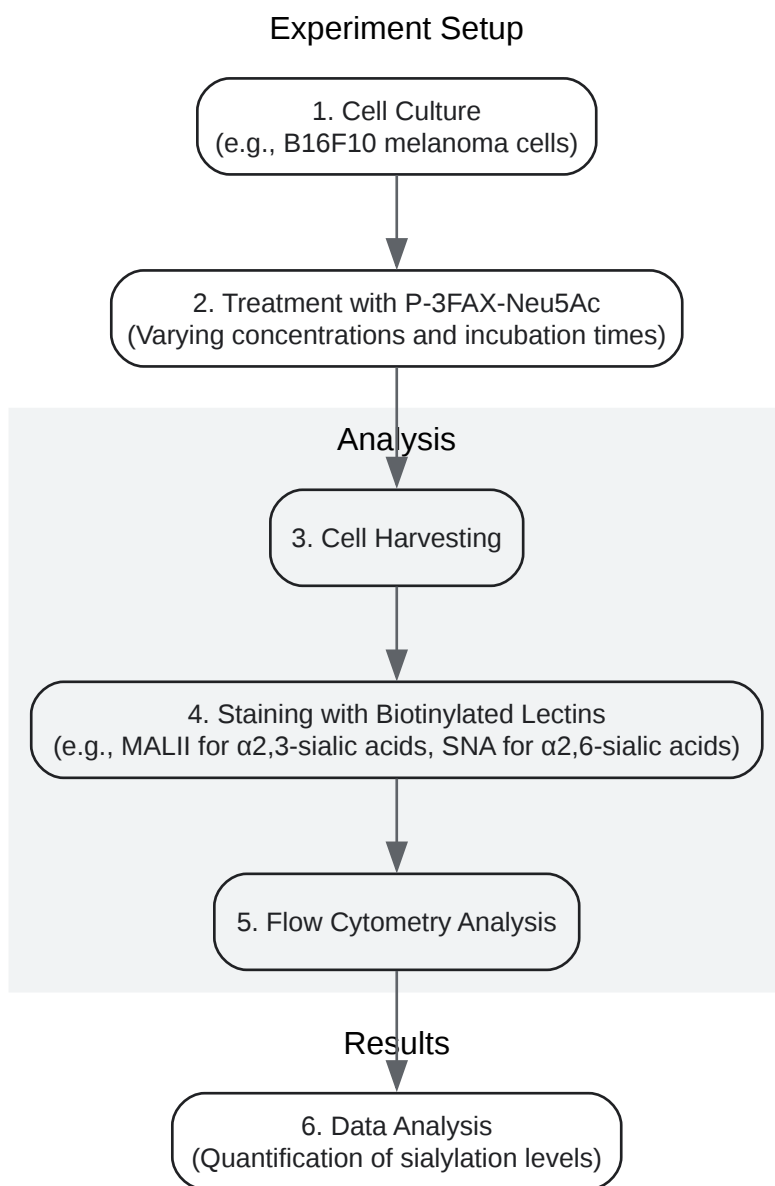 Experiment Setup
1. Cell Culture
(e.g., B16F10 melanoma cells)
2. Treatment with P-3FAX-Neu5Ac
(Varying concentrations and incubation times)
Analysis
3. Cell Harvesting
4. Staining with Biotinylated Lectins
(e.g., MALII for α2,3-sialic acids, SNA for α2,6-sialic acids)
5. Flow Cytometry Analysis
Results
6. Data Analysis
(Quantification of sialylation levels)